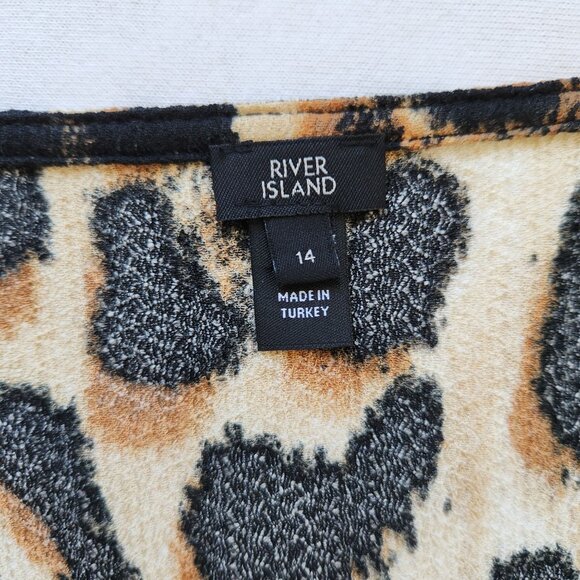 RIVER
ISLAND
14
MADE IN
TURKEY